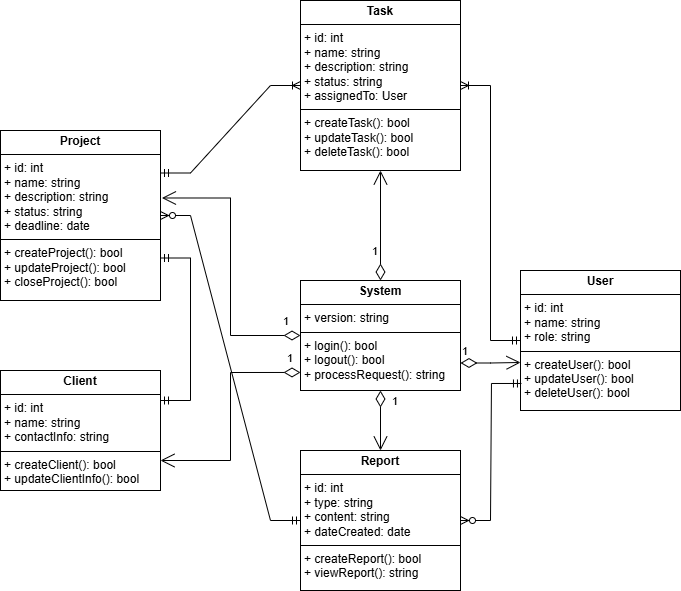 Task
+ id: int
+ name: string
+ description: string
+ status: string
+ assignedTo: User
+ createTask(): bool
+ updateTask(): bool
+ deleteTask(): bool
Project
+ id: int
+ name: string
+ description: string
+ status: string
+ deadline: date
+ createProject(): bool
+ updateProject(): bool
+ closeProject(): bool
1
System
+ version: string
+ login(): bool
+ logout(): bool
+ processRequest(): string
1
1
1
1
User
+ id: int
+ name: string
+ role: string
+ createUser(): bool
+ updateUser(): bool
+ deleteUser(): bool
Client
+ id: int
+ name: string
+ contactInfo: string
+ createClient(): bool
+ updateClientInfo(): bool
Report
+ id: int
+ type: string
+ content: string
+ dateCreated: date
+ createReport(): bool
+ viewReport(): string